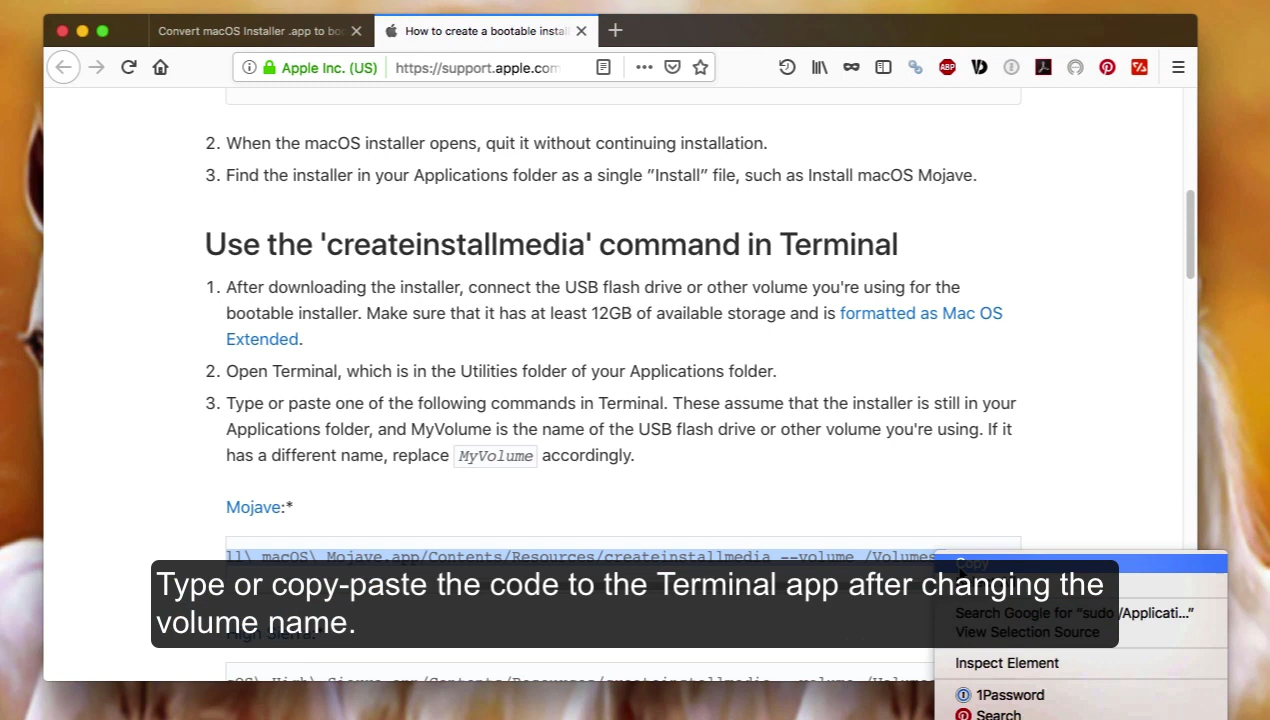 Convert macOS Installer .app to boo
How to create a bootable instal
Apple Inc. (US)
https://support.apple.com
ABP
2. When the macOS installer opens, quit it without continuing installation.
3. Find the installer in your Applications folder as a single "Install" file, such as Install macOS Mojave.
Use the 'createinstallmedia' command in Terminal
1. After downloading the installer, connect the USB flash drive or other volume you're using for the
bootable installer. Make sure that it has at least 12GB of available storage and is formatted as Mac OS
Extended.
2. Open Terminal, which is in the Utilities folder of your Applications folder.
3. Type or paste one of the following commands in Terminal. These assume that the installer is still in your
Applications folder, and MyVolume is the name of the USB flash drive or other volume you're using. If it
has a different name, replace MyVolume accordingly.
Mojave:*
ll\ macOS\ Mojave.app/Contents/Resources/createinstallmedia --volume /Volumes
Copy
Type or copy-paste the code to the Terminal app after changing the
volume name.
High Sierra:
Search Google for "sudo /Applicati..."
View Selection Source
Inspect Element
1Password
Search